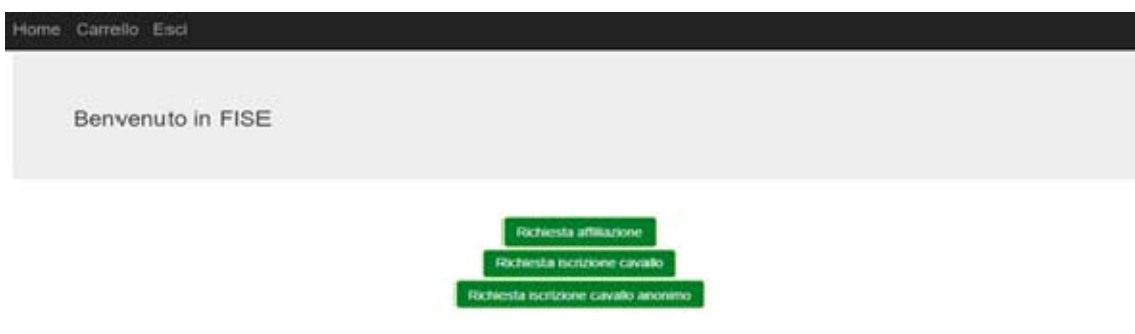 Home Carrello Esci
Benvenuto in FISE
Richiesta affiliazione
Richiesta iscrizione cavallo
Richiesta iscrizione cavallo anonimo